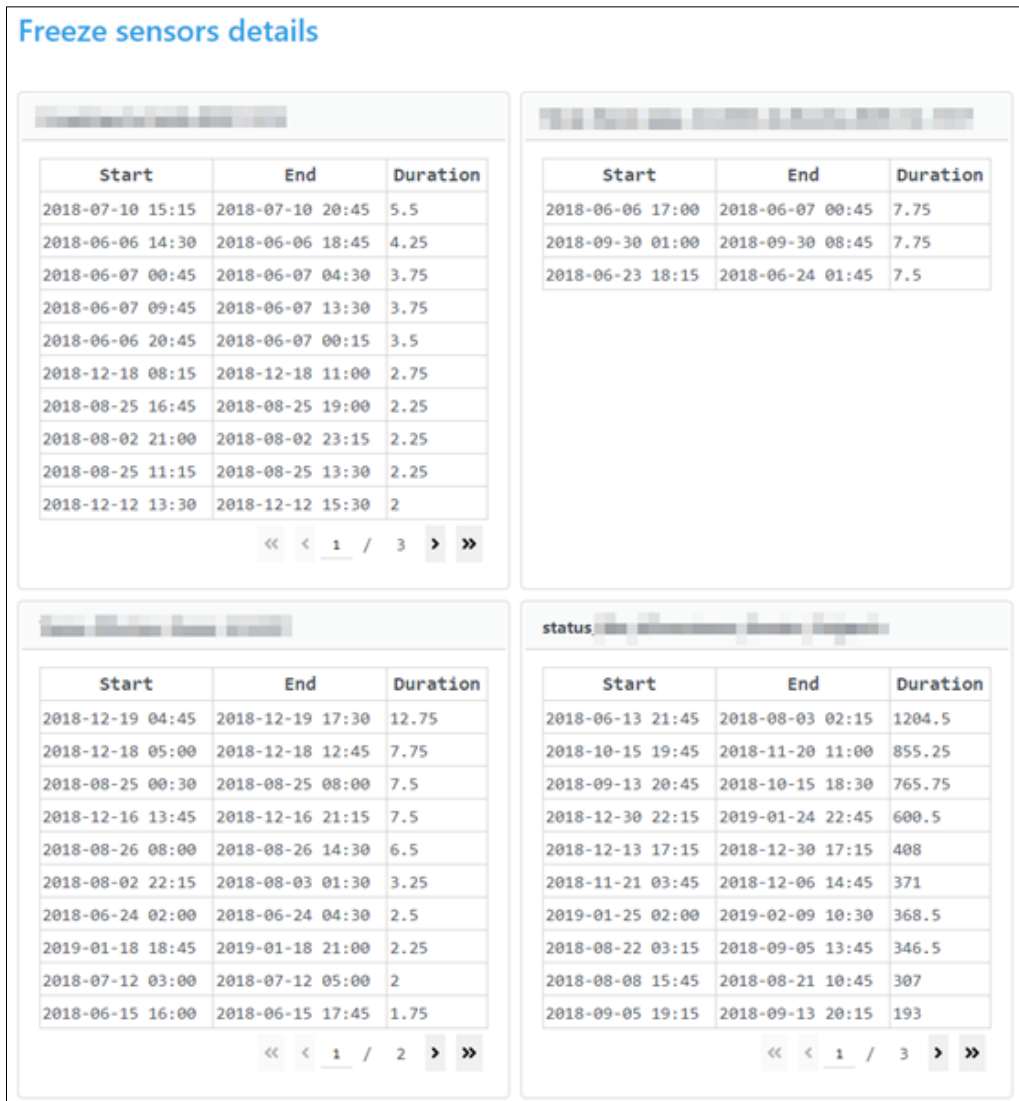 Freeze sensors details
Start End Duration
2018-07-10 15:15 2018-07-10 20:45 5.5
2018-06-06 14:30 2018-06-06 18:45 4.25
2018-06-07 00:45 2018-06-07 04:30 3.75
2018-06-07 09:45 2018-06-07 13:30 3.75
2018-06-06 20:45 2018-06-07 00:15 3.5
2018-12-18 08:15 2018-12-18 11:00 2.75
2018-08-25 16:45 2018-08-25 19:00 2.25
2018-08-02 21:00 2018-08-02 23:15 2.25
2018-08-25 11:15 2018-08-25 13:30 2.25
2018-12-12 13:30 2018-12-12 15:30 2
« ‹ 1 / 3 › »
Start End Duration
2018-06-06 17:00 2018-06-07 00:45 7.75
2018-09-30 01:00 2018-09-30 08:45 7.75
2018-06-23 18:15 2018-06-24 01:45 7.5
Start End Duration
2018-12-19 04:45 2018-12-19 17:30 12.75
2018-12-18 05:00 2018-12-18 12:45 7.75
2018-08-25 00:30 2018-08-25 08:00 7.5
2018-12-16 13:45 2018-12-16 21:15 7.5
2018-08-26 08:00 2018-08-26 14:30 6.5
2018-08-02 22:15 2018-08-03 01:30 3.25
2018-06-24 02:00 2018-06-24 04:30 2.5
2019-01-18 18:45 2019-01-18 21:00 2.25
2018-07-12 03:00 2018-07-12 05:00 2
2018-06-15 16:00 2018-06-15 17:45 1.75
« ‹ 1 / 2 › »
status
Start End Duration
2018-06-13 21:45 2018-08-03 02:15 1204.5
2018-10-15 19:45 2018-11-20 11:00 855.25
2018-09-13 20:45 2018-10-15 18:30 765.75
2018-12-30 22:15 2019-01-24 22:45 600.5
2018-12-13 17:15 2018-12-30 17:15 408
2018-11-21 03:45 2018-12-06 14:45 371
2019-01-25 02:00 2019-02-09 10:30 368.5
2018-08-22 03:15 2018-09-05 13:45 346.5
2018-08-08 15:45 2018-08-21 10:45 307
2018-09-05 19:15 2018-09-13 20:15 193
« ‹ 1 / 3 › »